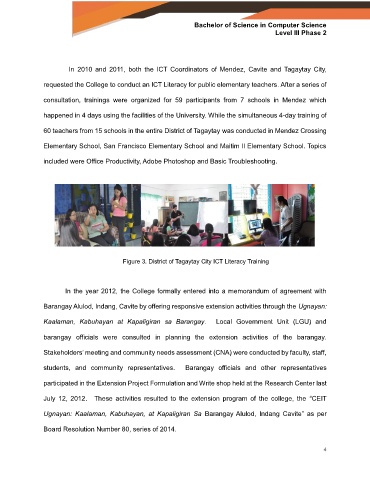 Bachelor of Science in Computer Science
Level III Phase 2
In 2010 and 2011, both the ICT Coordinators of Mendez, Cavite and Tagaytay City,
requested the College to conduct an ICT Literacy for public elementary teachers. After a series of
consultation, trainings were organized for 59 participants from 7 schools in Mendez which
happened in 4 days using the facilities of the University. While the simultaneous 4-day training of
60 teachers from 15 schools in the entire District of Tagaytay was conducted in Mendez Crossing
Elementary School, San Francisco Elementary School and Maitim II Elementary School. Topics
included were Office Productivity, Adobe Photoshop and Basic Troubleshooting.
Figure 3. District of Tagaytay City ICT Literacy Training
In the year 2012, the College formally entered into a memorandum of agreement with
Barangay Alulod, Indang, Cavite by offering responsive extension activities through the Ugnayan:
Kaalaman, Kabuhayan at Kapaligiran sa Barangay. Local Government Unit (LGU) and
barangay officials were consulted in planning the extension activities of the barangay.
Stakeholders' meeting and community needs assessment (CNA) were conducted by faculty, staff,
students, and community representatives. Barangay officials and other representatives
participated in the Extension Project Formulation and Write shop held at the Research Center last
July 12, 2012. These activities resulted to the extension program of the college, the "CEIT
Ugnayan: Kaalaman, Kabuhayan, at Kapaligiran Sa Barangay Alulod, Indang Cavite" as per
Board Resolution Number 80, series of 2014.
4